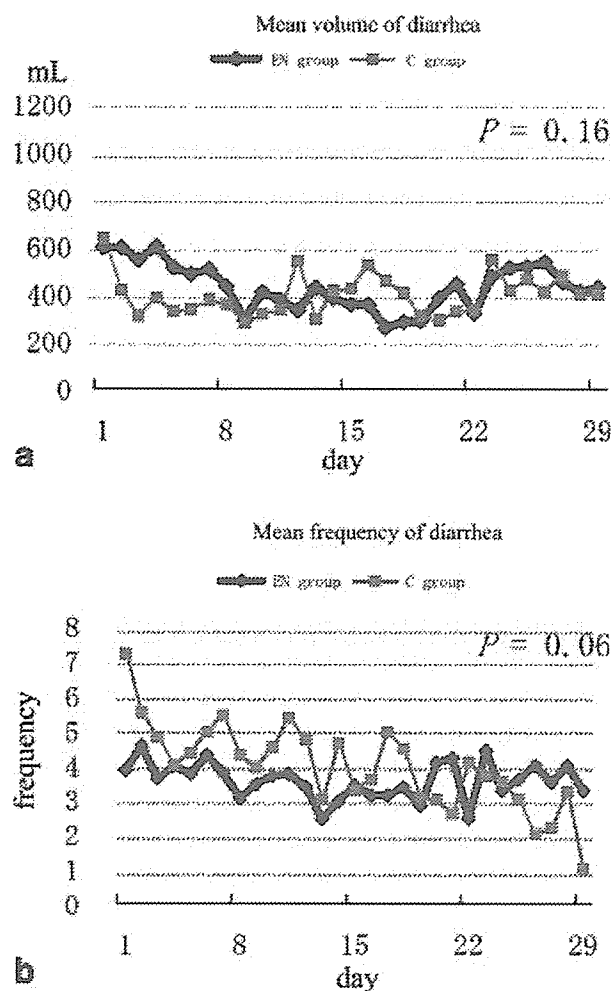 Mean volume of diarrhea
EN group C group
mL
1200
1000
800
600
400
200
0
P = 0.16
1 8 15 22 29
day
a
Mean frequency of diarrhea
EN group C group
frequency
8
7
6
5
4
3
2
1
0
P = 0.06
1 8 15 22 29
day
b